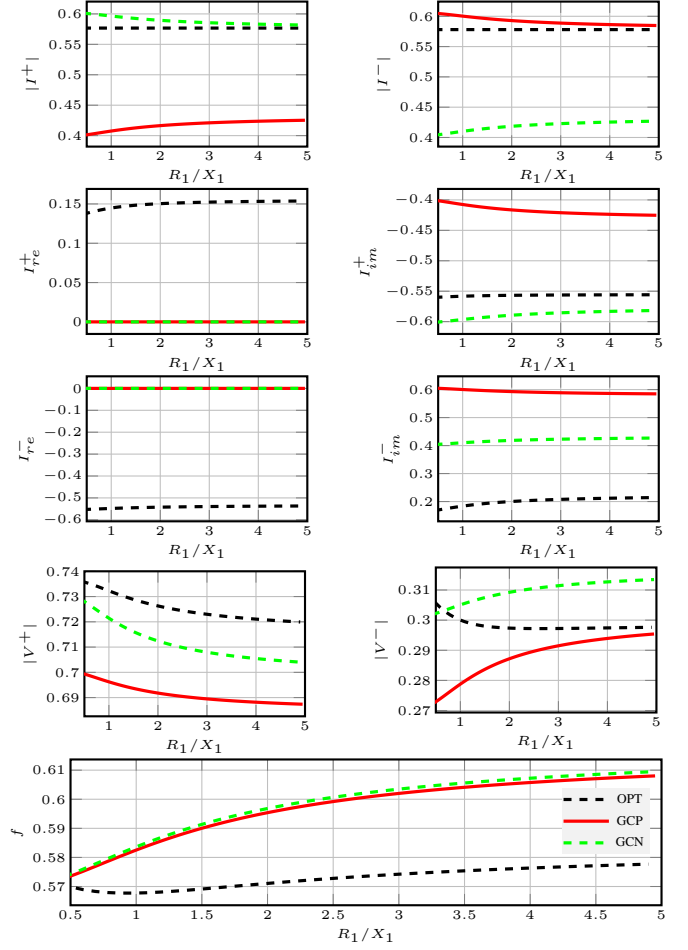 0.6
0.55
0.5
0.45
0.4
|I⁺|
1 2 3 4 5
R₁/X₁
0.6
0.55
0.5
0.45
0.4
|I⁻|
1 2 3 4 5
R₁/X₁
0.15
0.1
0.05
0
I⁺re
1 2 3 4 5
R₁/X₁
−0.4
−0.45
−0.5
−0.55
−0.6
I⁺im
1 2 3 4 5
R₁/X₁
0
−0.1
−0.2
−0.3
−0.4
−0.5
−0.6
I⁻re
1 2 3 4 5
R₁/X₁
0.6
0.5
0.4
0.3
0.2
I⁻im
1 2 3 4 5
R₁/X₁
0.74
0.73
0.72
0.71
0.7
0.69
|V⁺|
1 2 3 4 5
R₁/X₁
0.31
0.3
0.29
0.28
0.27
|V⁻|
1 2 3 4 5
R₁/X₁
0.61
0.6
0.59
0.58
0.57
f
OPT
GCP
GCN
0.5 1 1.5 2 2.5 3 3.5 4 4.5 5
R₁/X₁